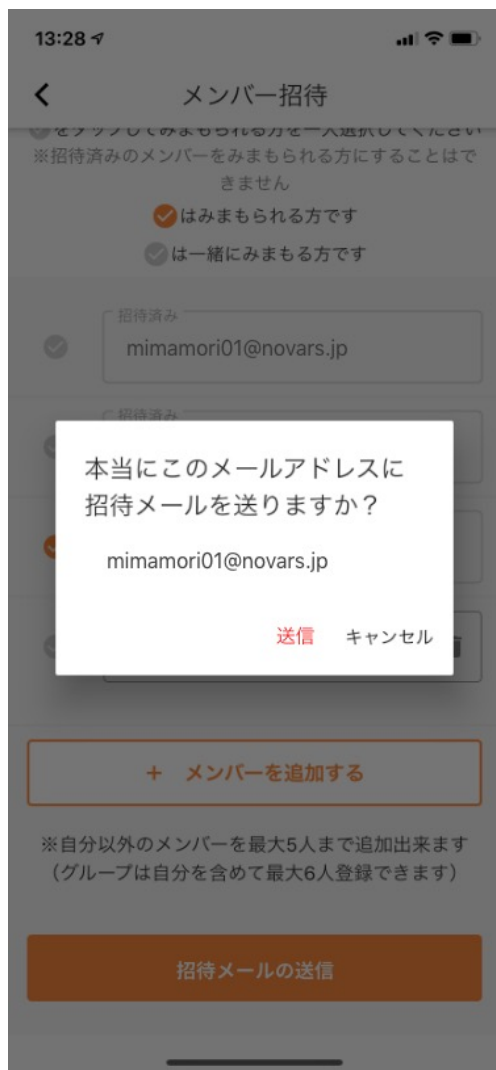 13:28
メンバー招待
をタップしてみまもられる方を一人選択してください
※招待済みのメンバーをみまもられる方にすることはで
きません
はみまもられる方です
は一緒にみまもる方です
招待済み
mimamori01@novars.jp
招待済み
本当にこのメールアドレスに
招待メールを送りますか？
mimamori01@novars.jp
送信 キャンセル
+ メンバーを追加する
※自分以外のメンバーを最大5人まで追加出来ます
（グループは自分を含めて最大6人登録できます）
招待メールの送信